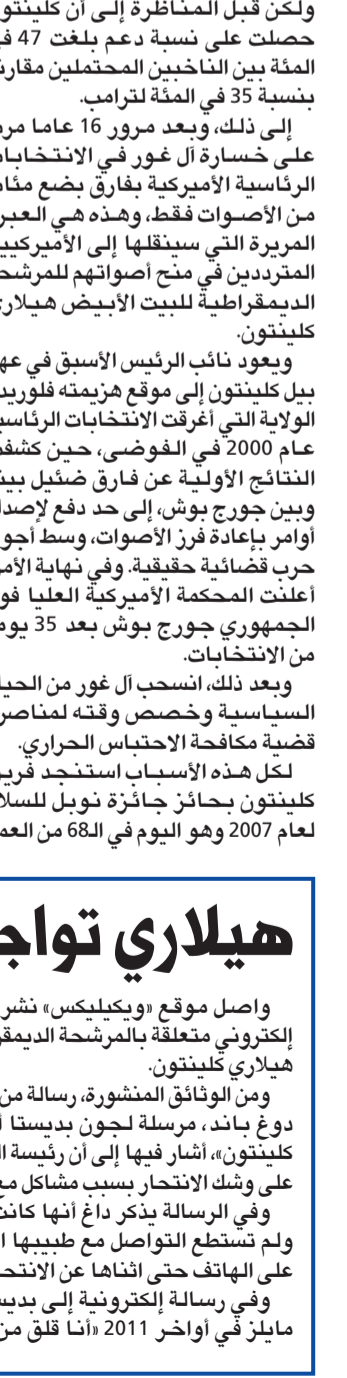 ولكن قبل المناظرة إلى أن كلينتو
حصلت على نسبة دعم بلغت 47 في
المئة بين الناخبين المحتملين مقارن
بنسبة 35 في المئة لترامب.
إلى ذلك، وبعد مرور 16 عاما مر
على خسارة آل غور في الانتخابا
الرئاسية الأميركية بفارق بضع مئا
من الأصوات فقط، وهذه هي العبر
المريرة التي سينقلها إلى الأميركيي
المترددين في منح أصواتهم للمرشح
الديمقراطية للبيت الأبيض هيلار
كلينتون.
ويعود نائب الرئيس الأسبق في عه
بيل كلينتون إلى موقع هزيمته فلوريد
الولاية التي أغرقت الانتخابات الرئاسي
عام 2000 في الفوضى، حين كشفت
النتائج الأولية عن فارق ضئيل بين
وبين جورج بوش، إلى حد دفع لإصدا
أوامر بإعادة فرز الأصوات، وسط أجو
حرب قضائية حقيقية. وفي نهاية الأمر
أعلنت المحكمة الأميركية العليا فو
الجمهوري جورج بوش بعد 35 يوم
من الانتخابات.
وبعد ذلك، انسحب آل غور من الحيا
السياسية وخصص وقته لمناصر
قضية مكافحة الاحتباس الحراري.
لكل هذه الأسباب استنجد فريق
كلينتون بحائز جائزة نوبل للسلا
لعام 2007 وهو اليوم في الـ68 من العم
هيلاري تواج
واصل موقع «ويكيليكس» نشر
إلكتروني متعلقة بالمرشحة الديمقر
هيلاري كلينتون.
ومن الوثائق المنشورة، رسالة من
دوغ باند، مرسلة لجون بديستا أ
كلينتون»، أشار فيها إلى أن رئيسة ا
على وشك الانتحار بسبب مشاكل مع
وفي الرسالة يذكر داغ أنها كانت
ولم تستطع التواصل مع طبيبها ا
على الهاتف حتى اثناها عن الانتحـ
وفي رسالة إلكترونية إلى بديس
مايلز في أواخر 2011 «أنا قلق من